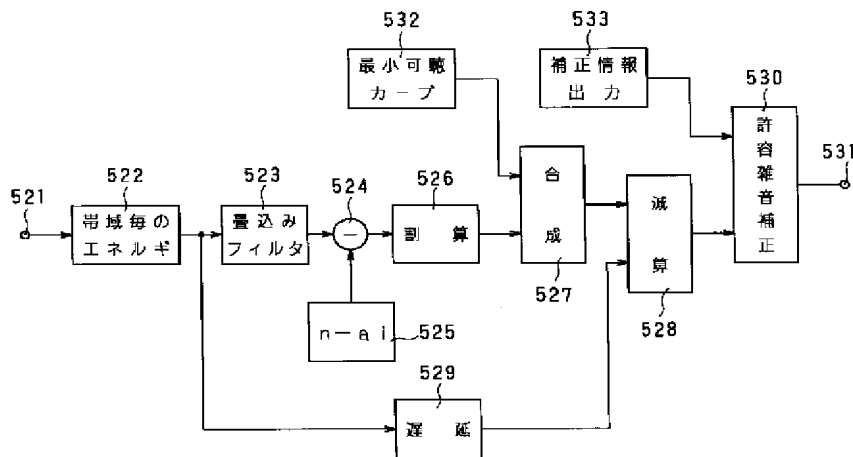 532
最小可聴
カーブ
533
補正情報
出力
530
許容雑音補正
531
521
522
帯域毎の
エネルギ
523
畳込み
フィルタ
524
−
526
割算
合成
527
減算
528
n−ai
525
529
遅延